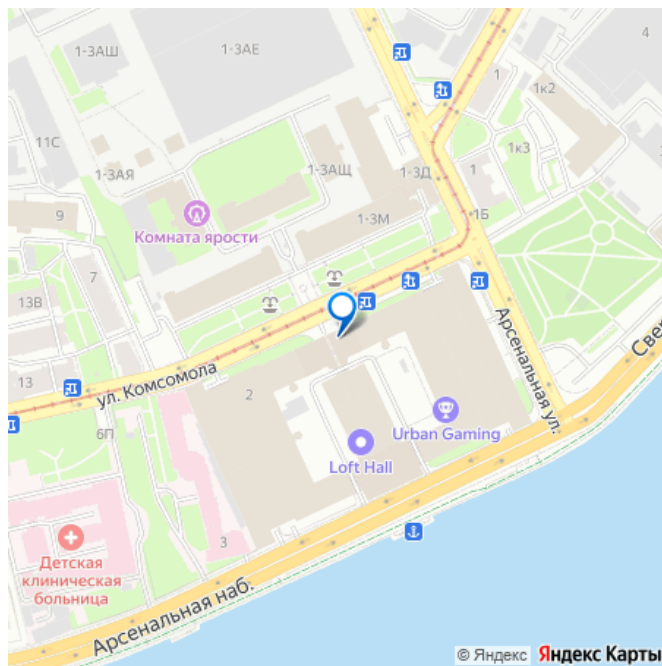 1-3АШ
1-3АЕ
4
1
1к2
11С
1-3АЩ
1к3
1-3АЯ
1-3Д
9
1-3М
1Б
Комната ярости
7
13В
Арсенальная ул.
Све
13
ул. Комсомола
2
6П
Urban Gaming
Loft Hall
3
Детская
клиническая
больница
Арсенальная наб.
© Яндекс Яндекс Карты